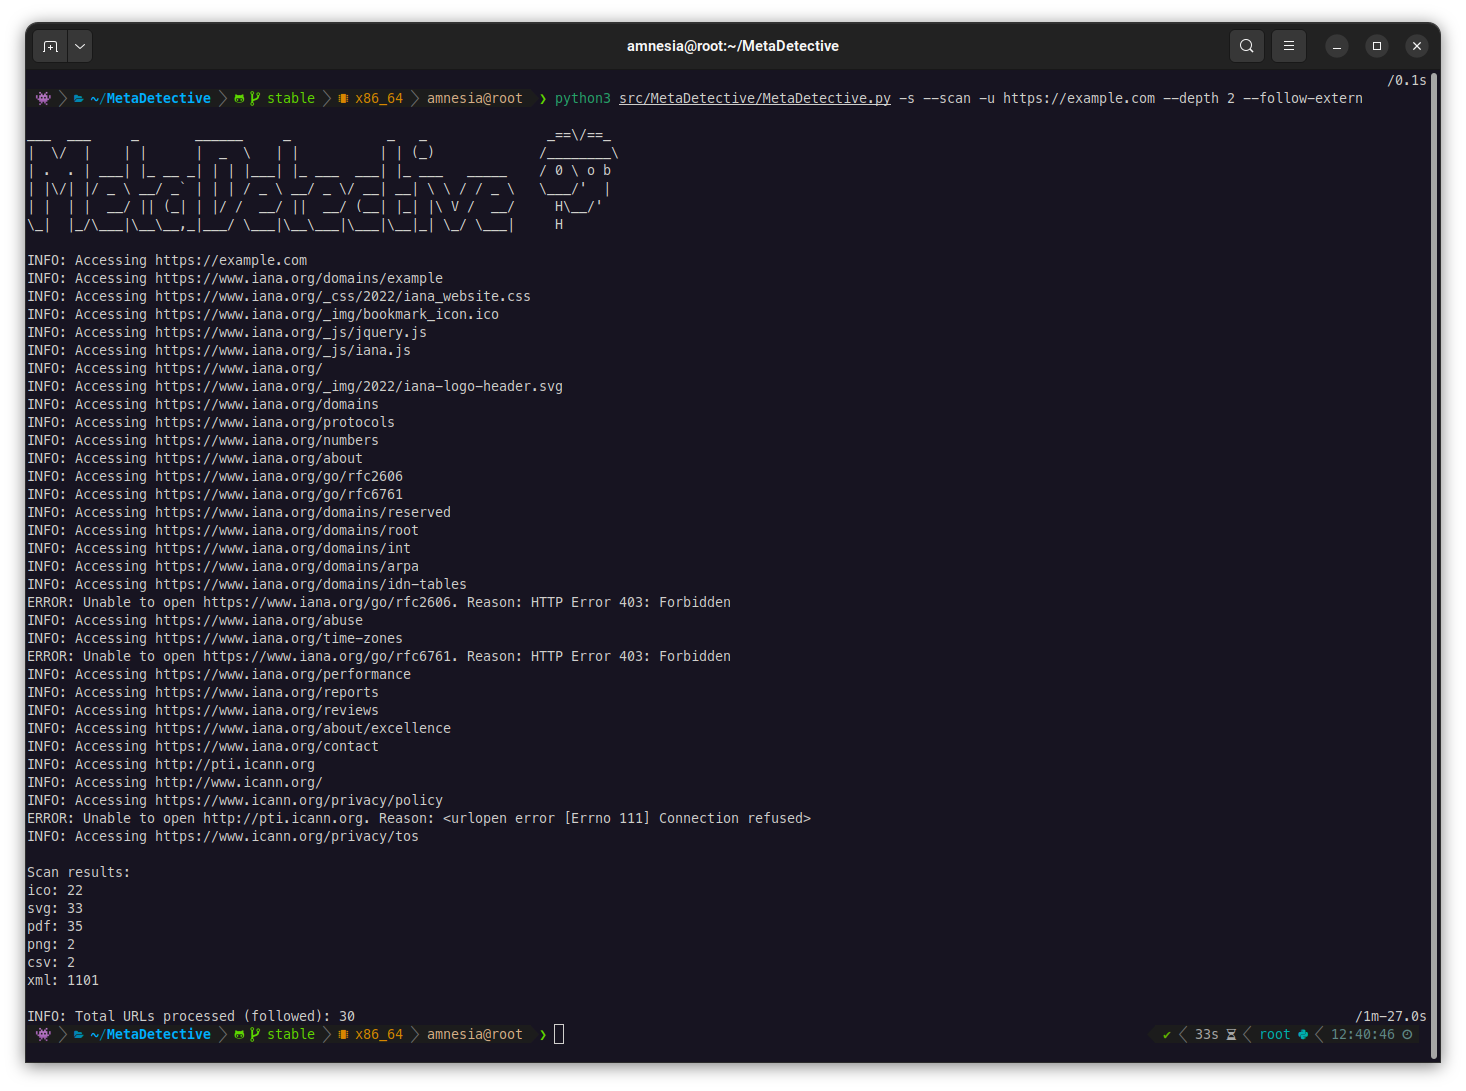 amnesia@root:~/MetaDetective
/0.1s
~/MetaDetective stable x86_64 amnesia@root ❯ python3 src/MetaDetective/MetaDetective.py -s --scan -u https://example.com --depth 2 --follow-extern
MetaDetective
INFO: Accessing https://example.com
INFO: Accessing https://www.iana.org/domains/example
INFO: Accessing https://www.iana.org/_css/2022/iana_website.css
INFO: Accessing https://www.iana.org/_img/bookmark_icon.ico
INFO: Accessing https://www.iana.org/_js/jquery.js
INFO: Accessing https://www.iana.org/_js/iana.js
INFO: Accessing https://www.iana.org/
INFO: Accessing https://www.iana.org/_img/2022/iana-logo-header.svg
INFO: Accessing https://www.iana.org/domains
INFO: Accessing https://www.iana.org/protocols
INFO: Accessing https://www.iana.org/numbers
INFO: Accessing https://www.iana.org/about
INFO: Accessing https://www.iana.org/go/rfc2606
INFO: Accessing https://www.iana.org/go/rfc6761
INFO: Accessing https://www.iana.org/domains/reserved
INFO: Accessing https://www.iana.org/domains/root
INFO: Accessing https://www.iana.org/domains/int
INFO: Accessing https://www.iana.org/domains/arpa
INFO: Accessing https://www.iana.org/domains/idn-tables
ERROR: Unable to open https://www.iana.org/go/rfc2606. Reason: HTTP Error 403: Forbidden
INFO: Accessing https://www.iana.org/abuse
INFO: Accessing https://www.iana.org/time-zones
ERROR: Unable to open https://www.iana.org/go/rfc6761. Reason: HTTP Error 403: Forbidden
INFO: Accessing https://www.iana.org/performance
INFO: Accessing https://www.iana.org/reports
INFO: Accessing https://www.iana.org/reviews
INFO: Accessing https://www.iana.org/about/excellence
INFO: Accessing https://www.iana.org/contact
INFO: Accessing http://pti.icann.org
INFO: Accessing http://www.icann.org/
INFO: Accessing https://www.icann.org/privacy/policy
ERROR: Unable to open http://pti.icann.org. Reason: <urlopen error [Errno 111] Connection refused>
INFO: Accessing https://www.icann.org/privacy/tos
Scan results:
ico: 22
svg: 33
pdf: 35
png: 2
csv: 2
xml: 1101
INFO: Total URLs processed (followed): 30 /1m-27.0s
~/MetaDetective stable x86_64 amnesia@root ❯ ✔ 33s root 12:40:46